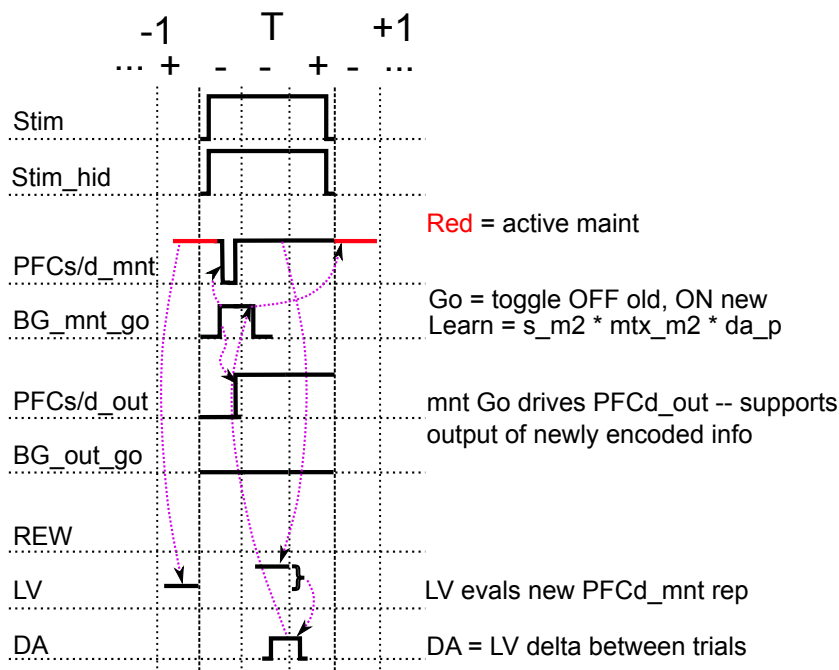 -1 T +1
... + - - + - ...
Stim
Stim_hid
Red = active maint
PFCs/d_mnt
Go = toggle OFF old, ON new
BG_mnt_go
Learn = s_m2 * mtx_m2 * da_p
PFCs/d_out
mnt Go drives PFCd_out -- supports
output of newly encoded info
BG_out_go
REW
}
LV
LV evals new PFCd_mnt rep
DA
DA = LV delta between trials